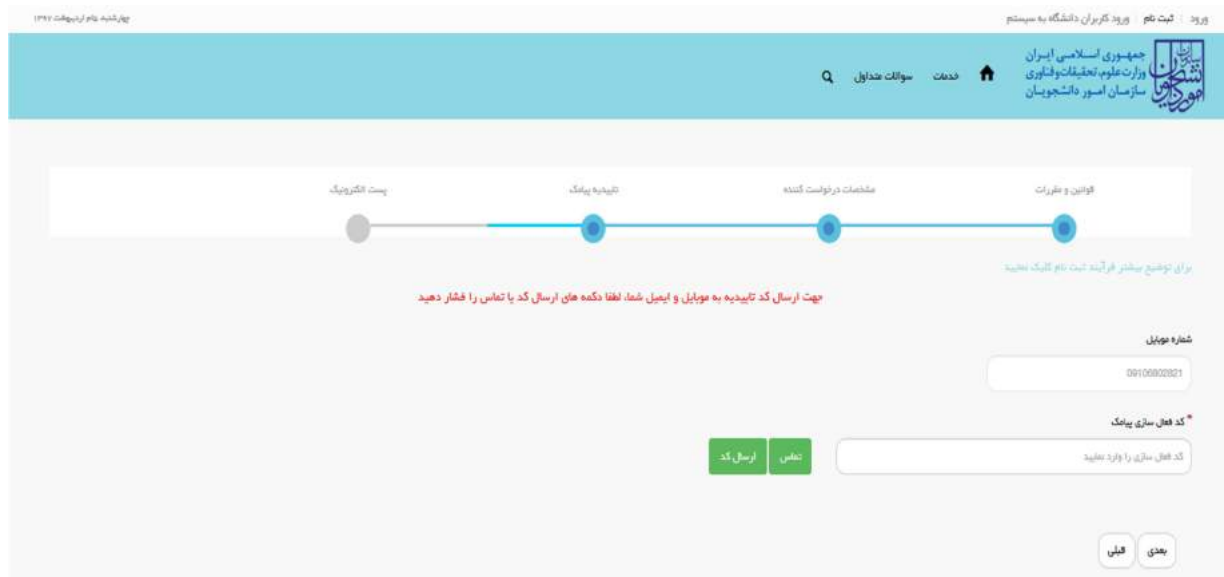 ورود | ثبت نام | ورود کاربران دانشگاه به سیستم
چهارشنبه ۵ام اردیبهشت ۱۳۹۷
سازمان امور دانشجویان
جمهوری اسلامی ایران
وزارت علوم، تحقیقات و فناوری
سازمان امور دانشجویان
خدمات سوالات متداول
قوانین و مقررات
مشخصات درخواست کننده
تاییدیه پیامک
پست الکترونیک
برای توضیح بیشتر فرآیند ثبت نام کلیک نمایید
جهت ارسال کد تاییدیه به موبایل و ایمیل شما، لطفا دکمه های ارسال کد یا تماس را فشار دهید
شماره موبایل
09106802821
* کد فعال سازی پیامک
کد فعال سازی را وارد نمایید
تماس
ارسال کد
بعدی
قبلی